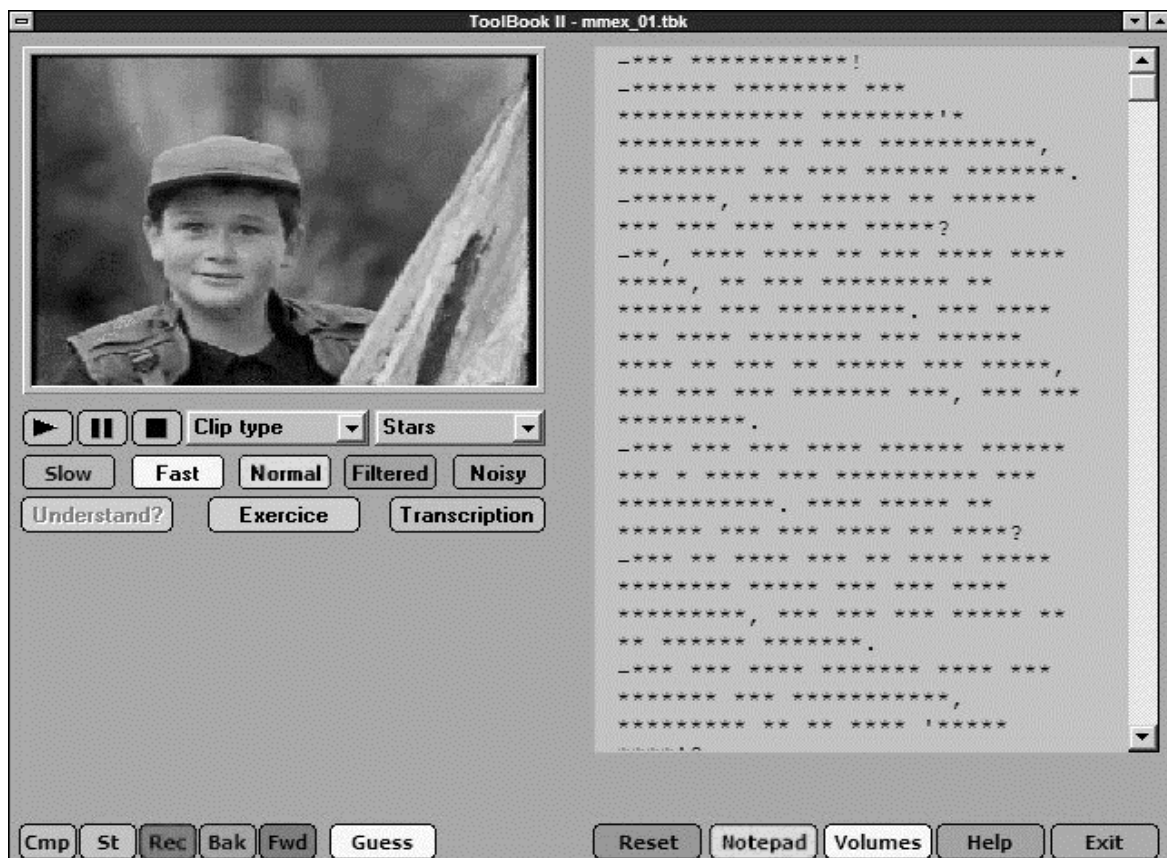 ToolBook II - mmex_01.tbk
–*** ***********!
–****** ******** ***
************* ********'*
********** ** *** ***********,
********* ** *** ****** *******.
–******, **** ***** ** ******
*** *** *** **** *****?
–**, **** **** ** *** **** ****
*****, ** *** ********* **
****** *** *********. *** ****
*** **** ******** *** ******
**** ** *** ** ***** *** *****,
*** *** *** ******* ***, *** ***
*********.
–*** *** *** **** ****** ******
*** * **** *** ********** ***
***********. **** ***** **
****** *** *** **** ** ****?
–*** ** **** *** ** **** *****
******** ***** *** *** ****
*********, *** *** *** ***** **
** ****** *******.
–*** *** **** ******* **** ***
******* *** ***********,
********* ** ** **** '*****
Clip type
Stars
Slow
Fast
Normal
Filtered
Noisy
Understand?
Exercice
Transcription
Cmp
St
Rec
Bak
Fwd
Guess
Reset
Notepad
Volumes
Help
Exit